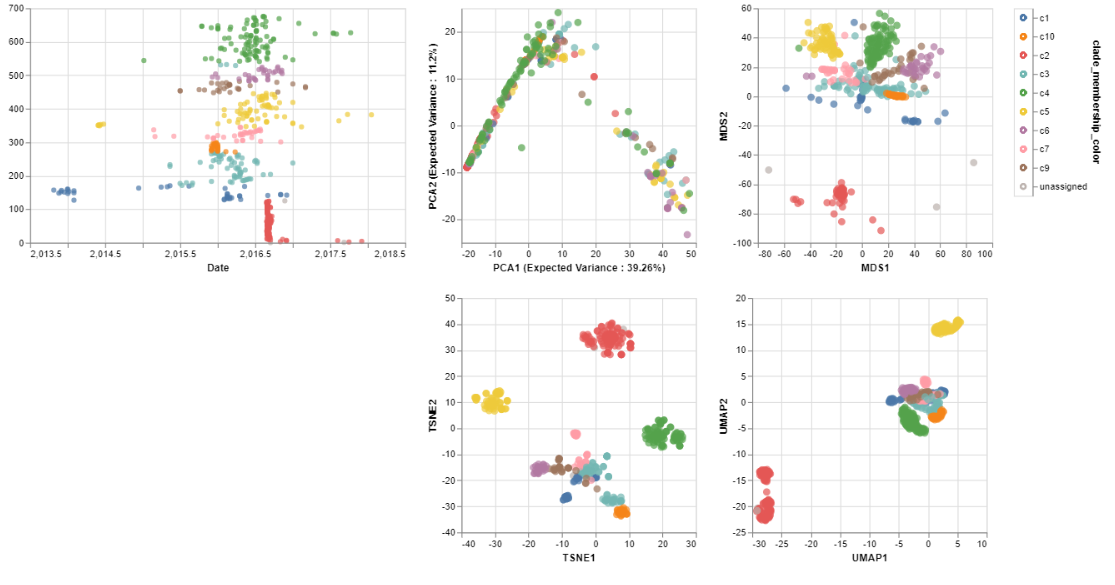 700
600
500
400
300
200
100
0
2,013.5 2,014.5 2,015.5 2,016.5 2,017.5 2,018.5
Date
PCA2 (Expected Variance : 11.2%)
20
10
0
-10
-20
-20 -10 0 10 20 30 40 50
PCA1 (Expected Variance : 39.26%)
MDS2
60
40
20
0
-20
-40
-60
-80
-100
-80 -60 -40 -20 0 20 40 60 80 100
MDS1
clade_membership_color
c1
c10
c2
c3
c4
c5
c6
c7
c9
unassigned
TSNE2
50
40
30
20
10
0
-10
-20
-30
-40
-40 -30 -20 -10 0 10 20 30
TSNE1
UMAP2
20
15
10
5
0
-5
-10
-15
-20
-25
-30 -25 -20 -15 -10 -5 0 5 10
UMAP1